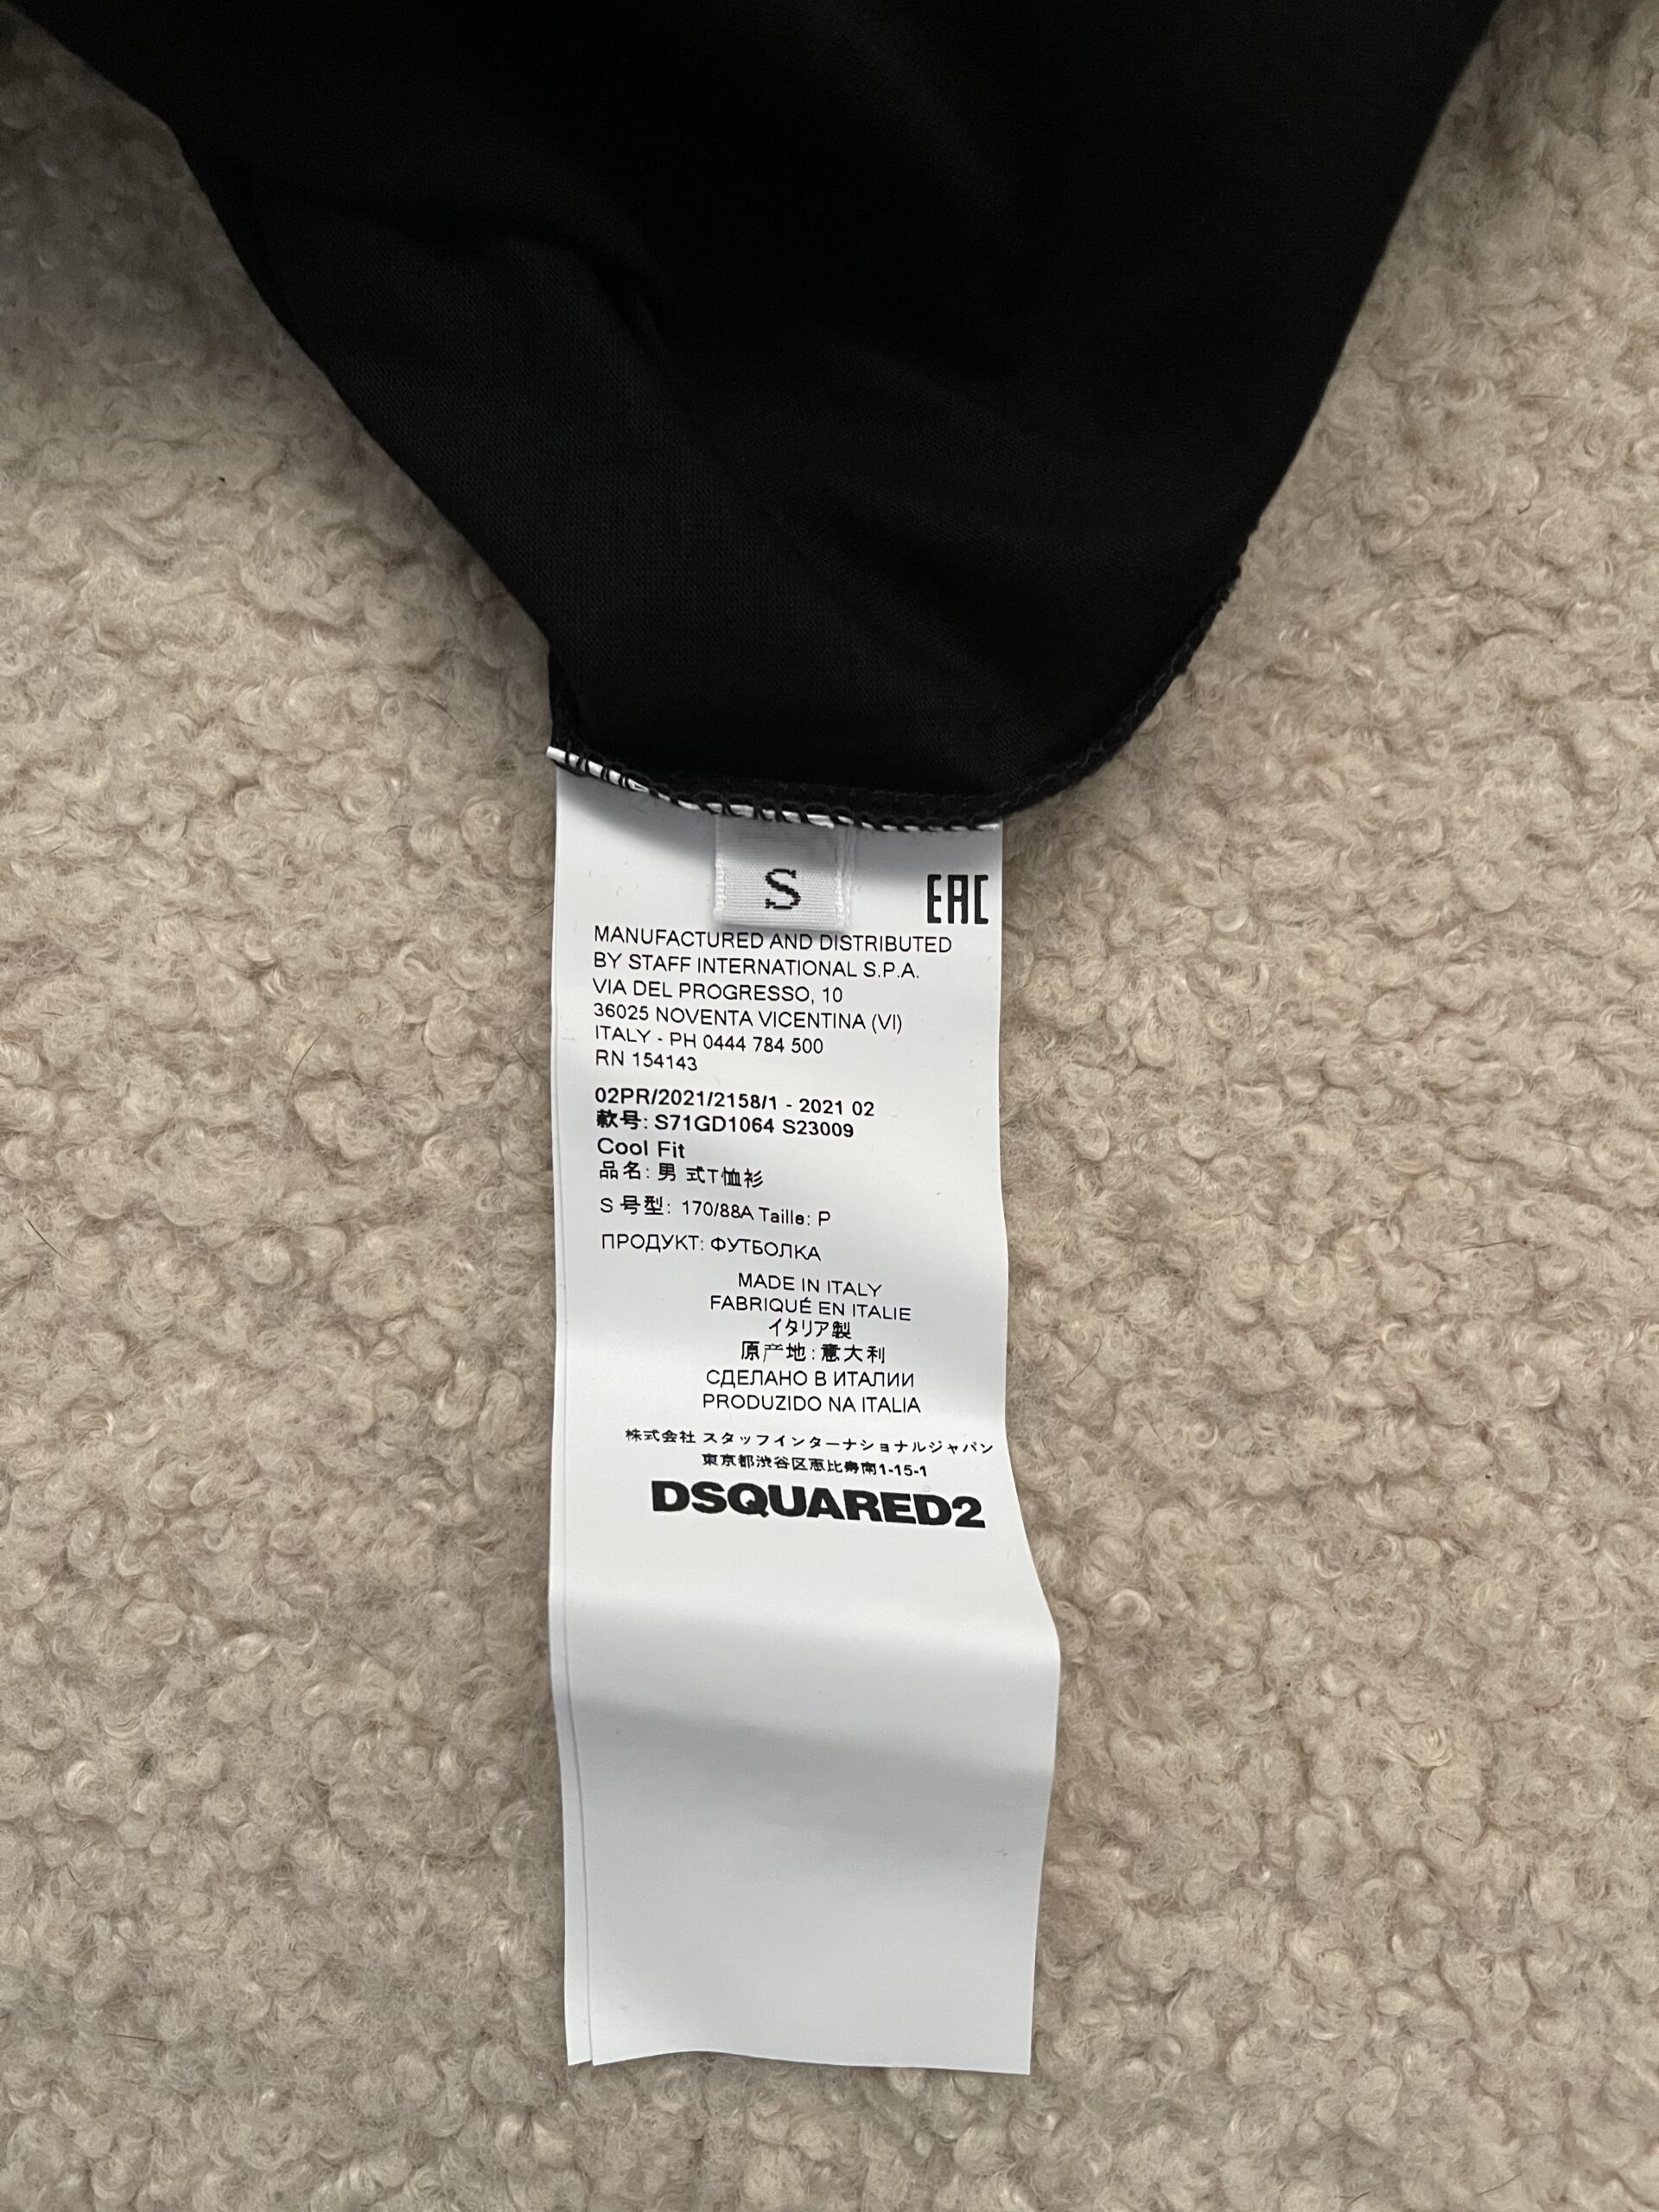 S
EAC
MANUFACTURED AND DISTRIBUTED
BY STAFF INTERNATIONAL S.P.A.
VIA DEL PROGRESSO, 10
36025 NOVENTA VICENTINA (VI)
ITALY - PH 0444 784 500
RN 154143
02PR/2021/2158/1 - 2021 02
款号: S71GD1064 S23009
Cool Fit
品名: 男 式T恤衫
S 号型: 170/88A Taille: P
ПРОДУКТ: ФУТБОЛКА
MADE IN ITALY
FABRIQUÉ EN ITALIE
イタリア製
原产地: 意大利
СДЕЛАНО В ИТАЛИИ
PRODUZIDO NA ITALIA
株式会社 スタッフインターナショナルジャパン
東京都渋谷区恵比寿南1-15-1
DSQUARED2